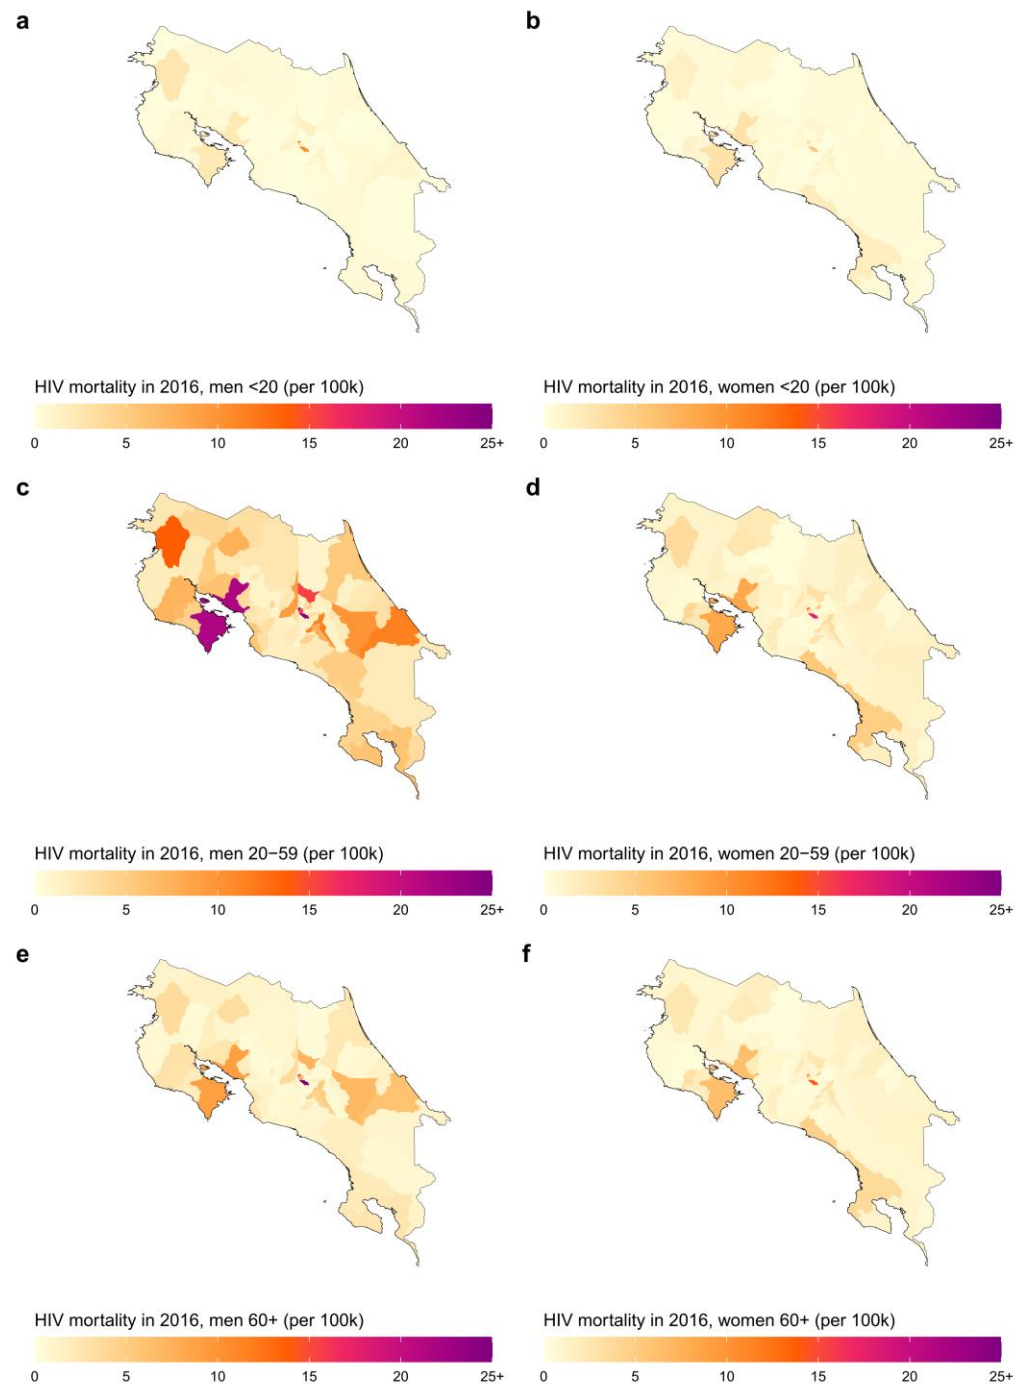 a
b
HIV mortality in 2016, men <20 (per 100k)
0 5 10 15 20 25+
HIV mortality in 2016, women <20 (per 100k)
0 5 10 15 20 25+
c
d
HIV mortality in 2016, men 20−59 (per 100k)
0 5 10 15 20 25+
HIV mortality in 2016, women 20−59 (per 100k)
0 5 10 15 20 25+
e
f
HIV mortality in 2016, men 60+ (per 100k)
0 5 10 15 20 25+
HIV mortality in 2016, women 60+ (per 100k)
0 5 10 15 20 25+